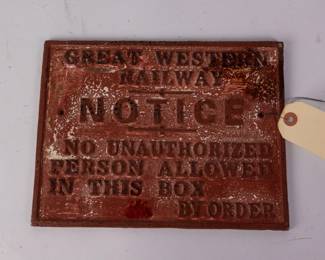 GREAT WESTERN
RAILWAY
NOTICE
NO UNAUTHORIZED
PERSON ALLOWED
IN THIS BOX
BY ORDER